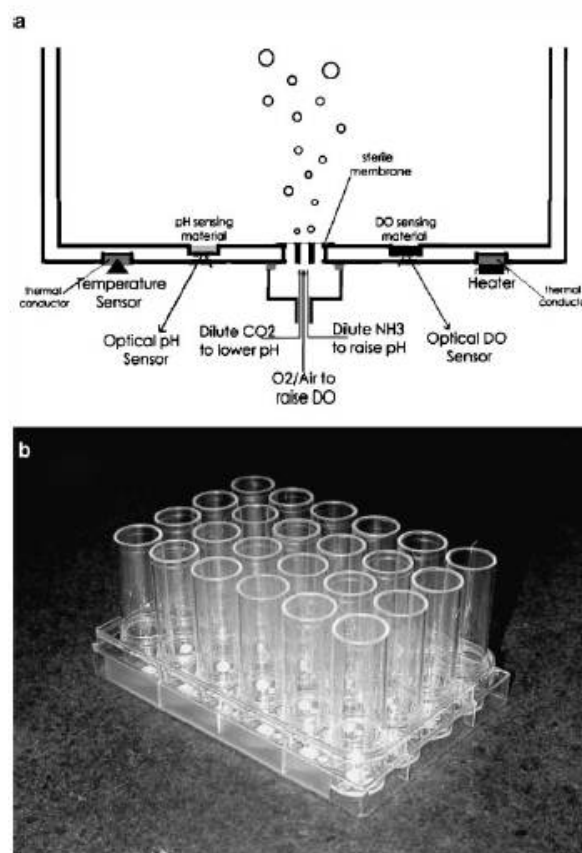 a
sterile
membrane
pH sensing
material
DO sensing
material
thermal
conductor
Temperature
Sensor
Heater
thermal
conductor
Optical pH
Sensor
Dilute CO2
to lower pH
Dilute NH3
to raise pH
Optical DO
Sensor
O2/Air to
raise DO
b